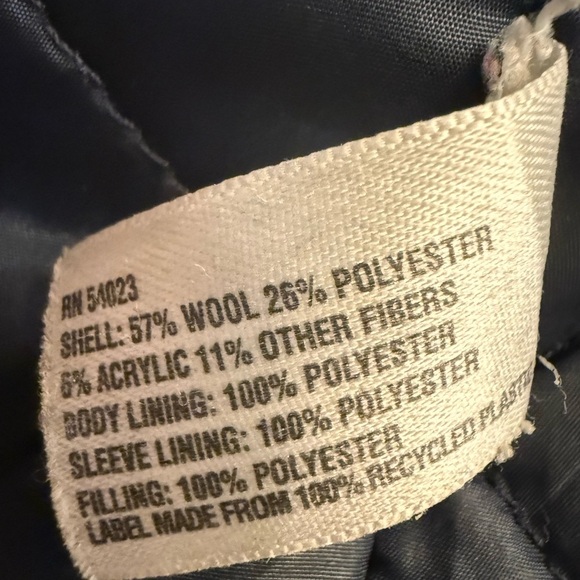 RN 54023
SHELL: 57% WOOL 26% POLYESTER
6% ACRYLIC 11% OTHER FIBERS
BODY LINING: 100% POLYESTER
SLEEVE LINING: 100% POLYESTER
FILLING: 100% POLYESTER
LABEL MADE FROM 100% RECYCLED PLASTIC